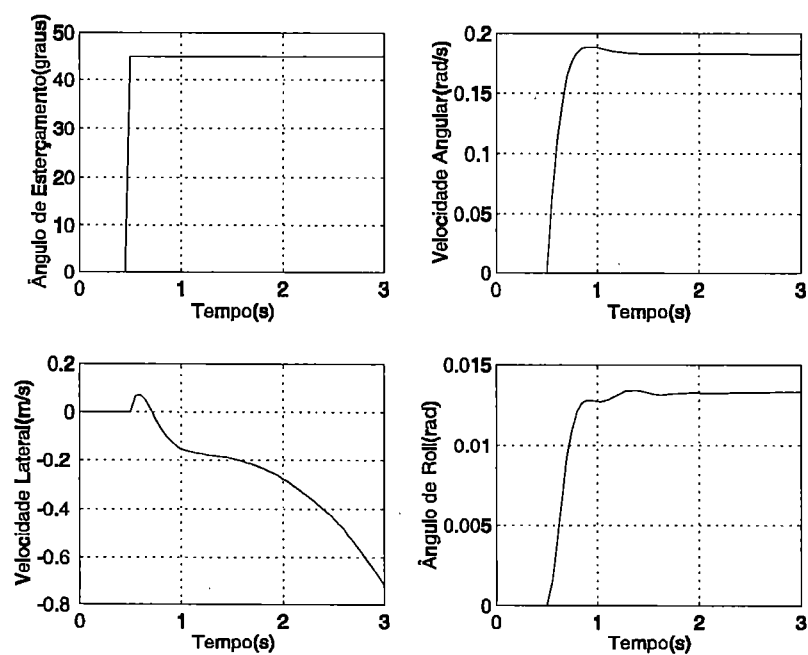 Ângulo de Esterçamento(graus)
50
40
30
20
10
0
0 1 2 3
Tempo(s)
Velocidade Angular(rad/s)
0.2
0.15
0.1
0.05
0
0 1 2 3
Tempo(s)
Velocidade Lateral(m/s)
0.2
0
-0.2
-0.4
-0.6
-0.8
0 1 2 3
Tempo(s)
Ângulo de Roll(rad)
0.015
0.01
0.005
0
0 1 2 3
Tempo(s)